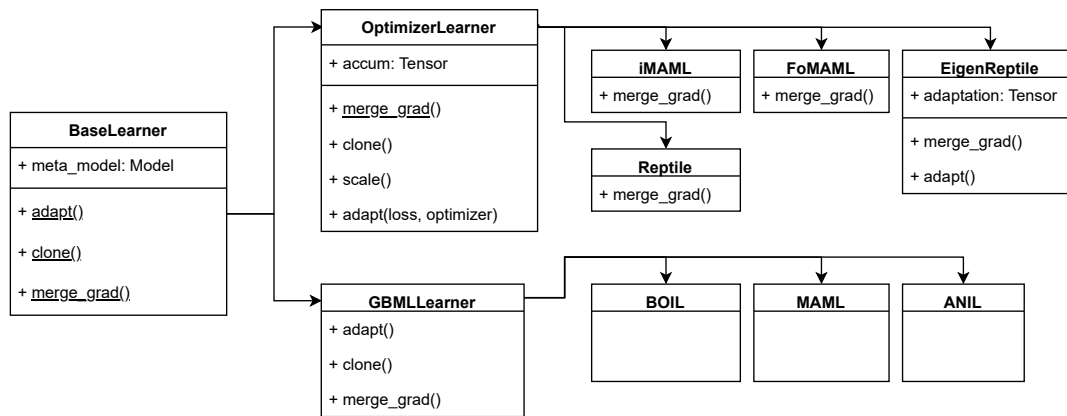 BaseLearner
+ meta_model: Model
+ adapt()
+ clone()
+ merge_grad()
OptimizerLearner
+ accum: Tensor
+ merge_grad()
+ clone()
+ scale()
+ adapt(loss, optimizer)
iMAML
+ merge_grad()
FoMAML
+ merge_grad()
EigenReptile
+ adaptation: Tensor
+ merge_grad()
+ adapt()
Reptile
+ merge_grad()
GBMLLearner
+ adapt()
+ clone()
+ merge_grad()
BOIL
MAML
ANIL